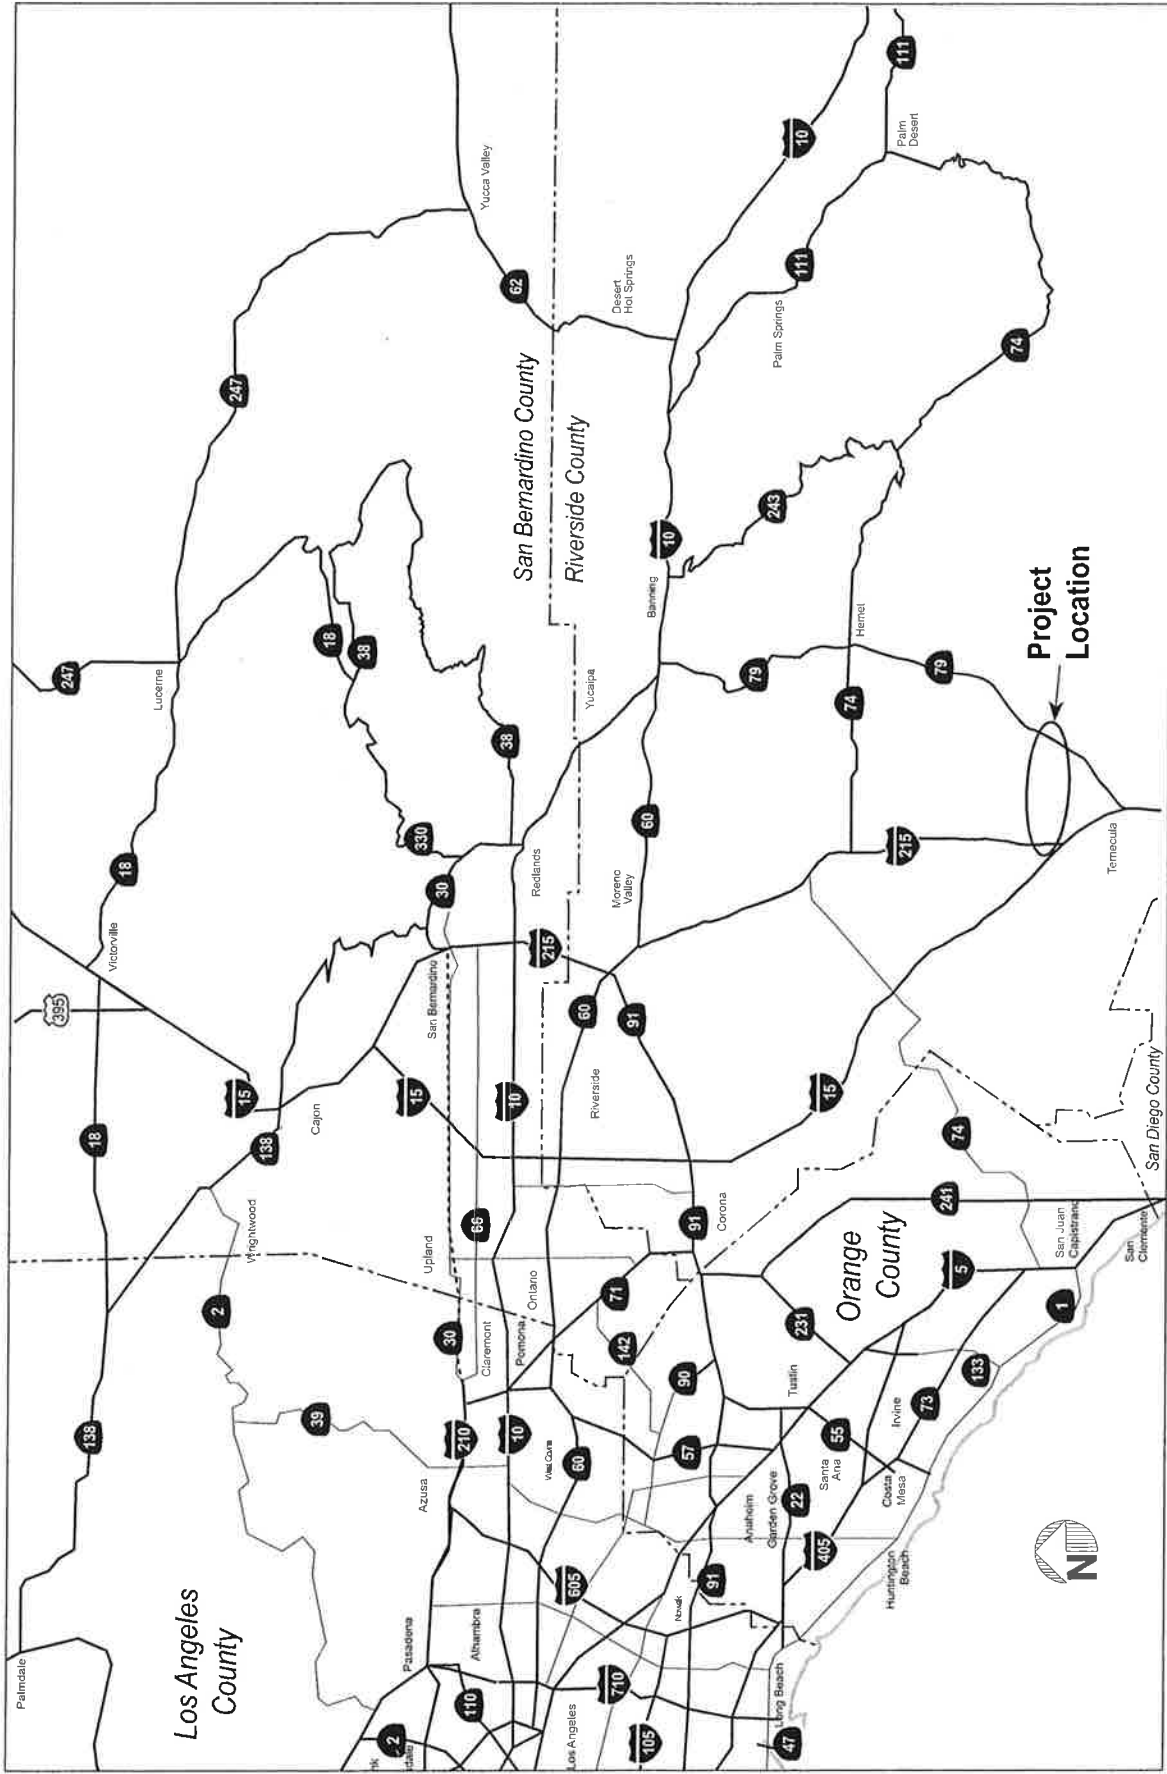 Palmdale
138
Los Angeles
County
2
39
138
18
Wrightwood
Cajon
15
395
18
Victorville
18
Lucerne
247
247
Yucca Valley
62
Desert
Hot Springs
San Bernardino County
Riverside County
18
38
38
330
30
San Bernardino
15
138
Redlands
Yucaipa
215
10
66
Upland
30
Claremont
Pomona
Ontario
210
10
West Covina
60
Azusa
Pasadena
Alhambra
110
2
nk
dale
Los Angeles
710
105
605
Norwalk
91
47
Long Beach
57
90
142
71
91
Corona
Riverside
60
91
Moreno
Valley
60
10
Banning
243
10
111
Palm Springs
111
Palm
Desert
74
79
Hemet
74
79
215
Project
Location
Temecula
15
74
San Diego County
241
Orange
County
231
5
Tustin
55
Santa
Ana
Irvine
73
133
1
San Juan
Capistrano
San
Clemente
Anaheim
Garden Grove
22
405
Costa
Mesa
Huntington
Beach
N